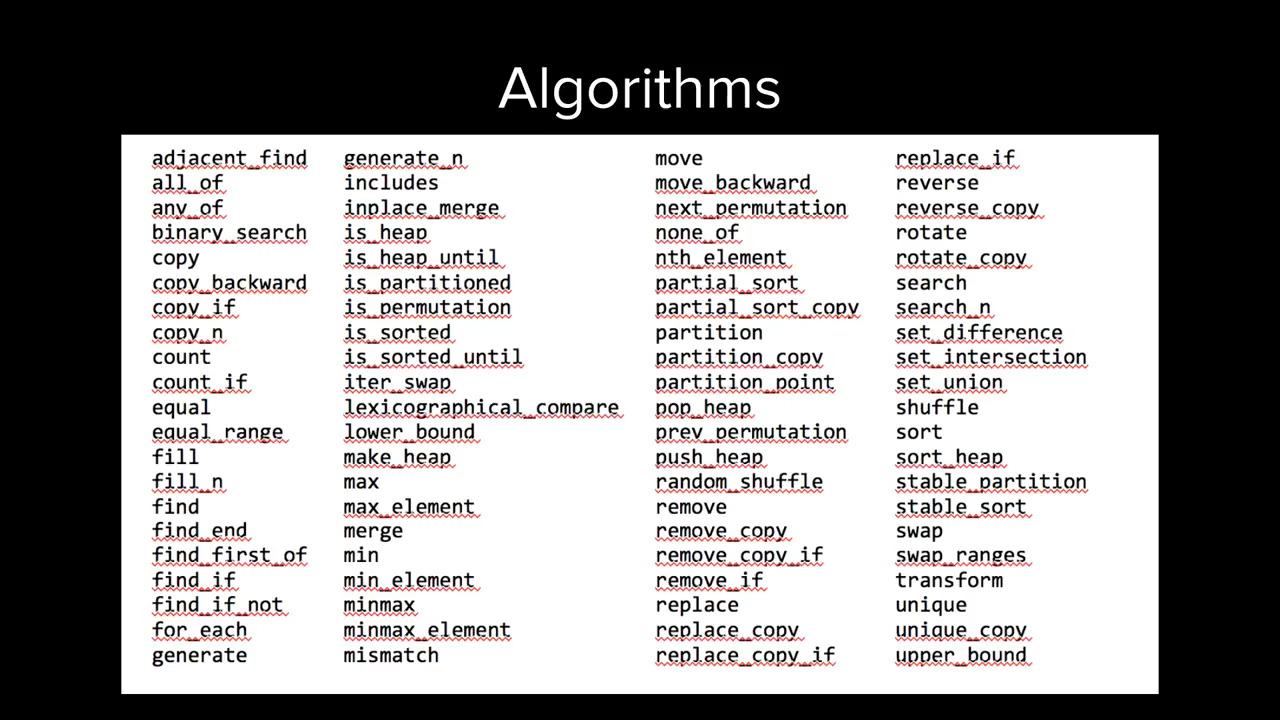 Algorithms
adjacent_find
all_of
any_of
binary_search
copy
copy_backward
copy_if
copy_n
count
count_if
equal
equal_range
fill
fill_n
find
find_end
find_first_of
find_if
find_if_not
for_each
generate
generate_n
includes
inplace_merge
is_heap
is_heap_until
is_partitioned
is_permutation
is_sorted
is_sorted_until
iter_swap
lexicographical_compare
lower_bound
make_heap
max
max_element
merge
min
min_element
minmax
minmax_element
mismatch
move
move_backward
next_permutation
none_of
nth_element
partial_sort
partial_sort_copy
partition
partition_copy
partition_point
pop_heap
prev_permutation
push_heap
random_shuffle
remove
remove_copy
remove_copy_if
remove_if
replace
replace_copy
replace_copy_if
replace_if
reverse
reverse_copy
rotate
rotate_copy
search
search_n
set_difference
set_intersection
set_union
shuffle
sort
sort_heap
stable_partition
stable_sort
swap
swap_ranges
transform
unique
unique_copy
upper_bound